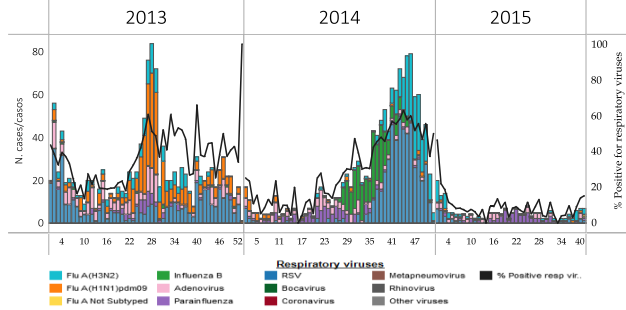 2013 2014 2015
80 100
60 80
40 60
20 40
0 20
0
N. cases/casos
% Positive for respiratory viruses
4 10 16 22 28 34 40 46 52 5 11 17 23 29 35 41 47 4 10 16 22 28 34 40
Respiratory viruses
Flu A(H3N2) Influenza B RSV Metapneumovirus % Positive resp vir..
Flu A(H1N1)pdm09 Adenovirus Bocavirus Rhinovirus
Flu A Not Subtyped Parainfluenza Coronavirus Other viruses